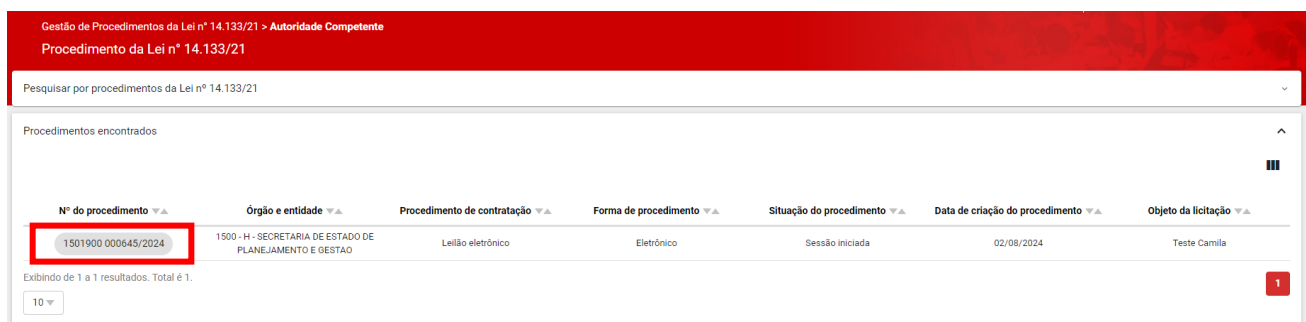 Gestão de Procedimentos da Lei n° 14.133/21 > Autoridade Competente
Procedimento da Lei n° 14.133/21
Pesquisar por procedimentos da Lei nº 14.133/21
Procedimentos encontrados
Nº do procedimento Órgão e entidade Procedimento de contratação Forma de procedimento Situação do procedimento Data de criação do procedimento Objeto da licitação
1501900 000645/2024 1500 - H - SECRETARIA DE ESTADO DE PLANEJAMENTO E GESTAO Leilão eletrônico Eletrônico Sessão iniciada 02/08/2024 Teste Camila
Exibindo de 1 a 1 resultados. Total é 1.
1
10